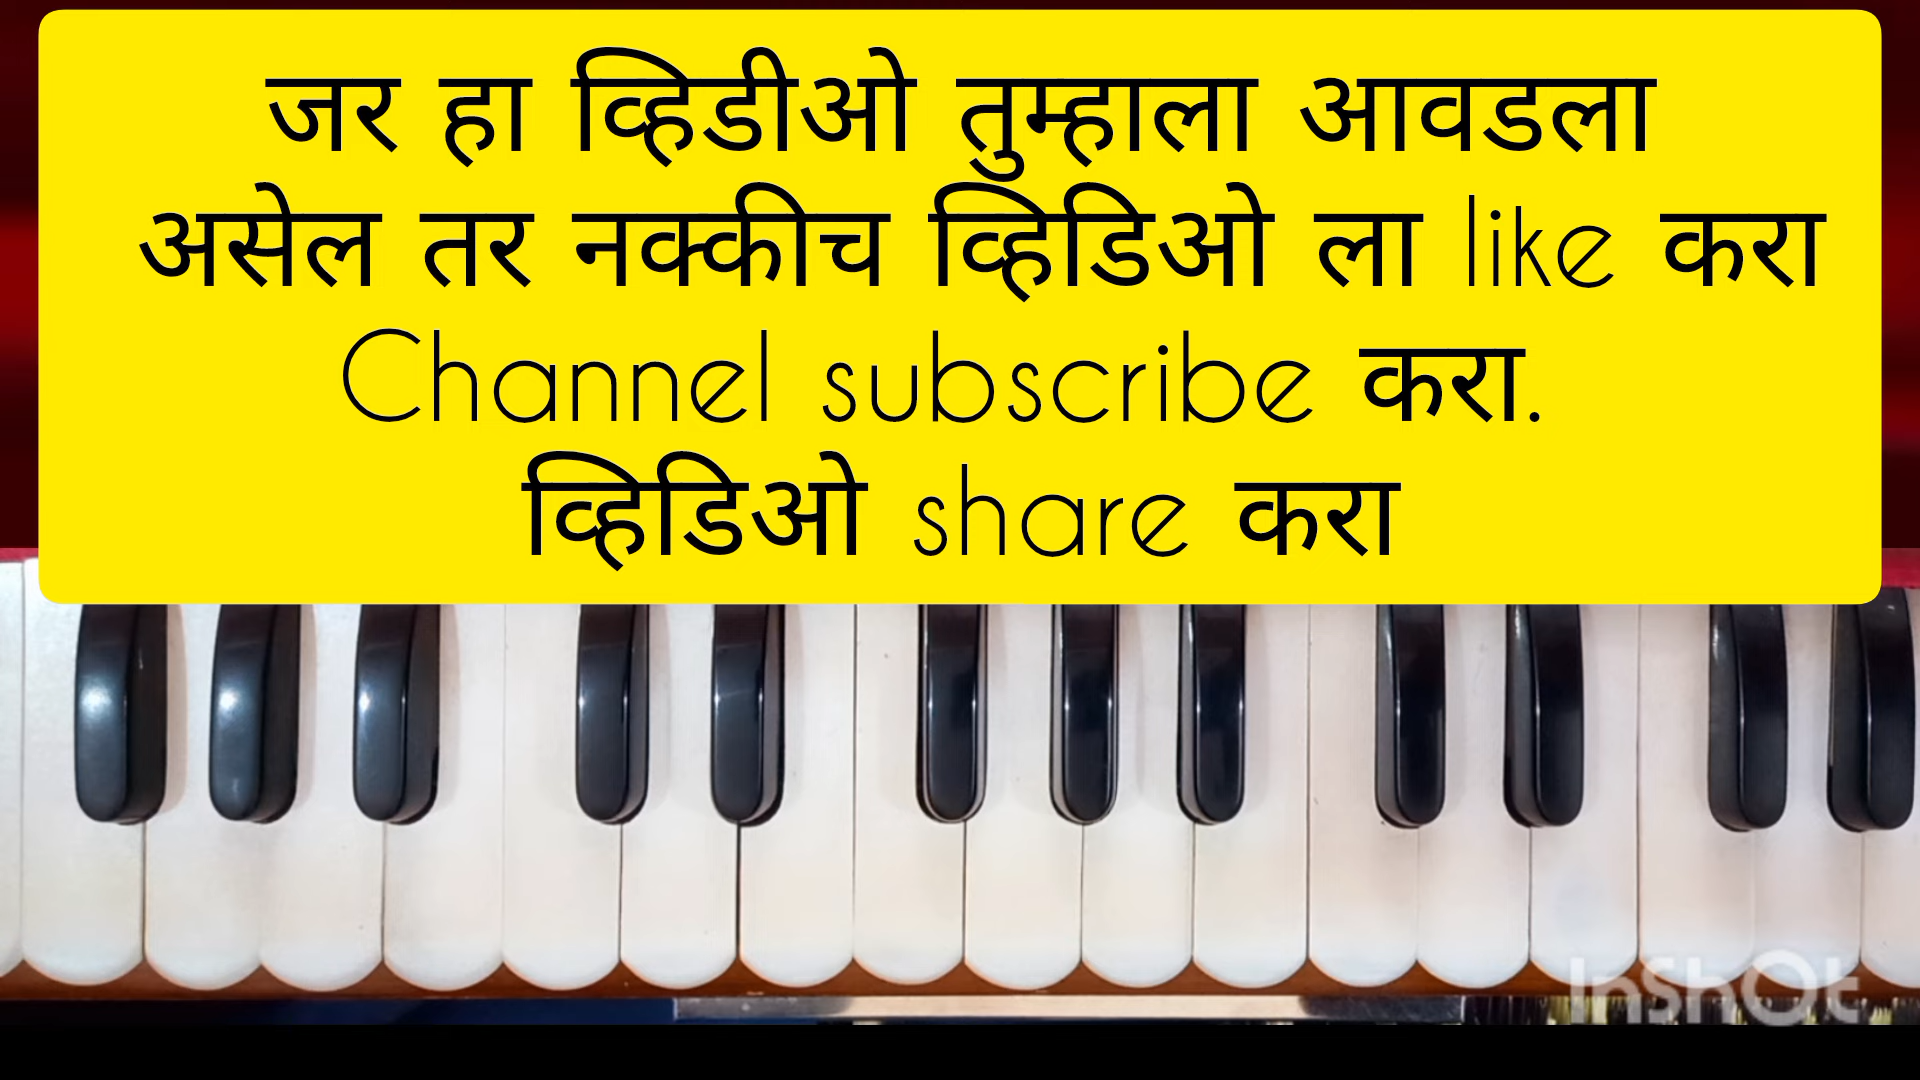 जर हा व्हिडीओ तुम्हाला आवडला
असेल तर नक्कीच व्हिडिओ ला like करा
Channel subscribe करा.
व्हिडिओ share करा
InShOt